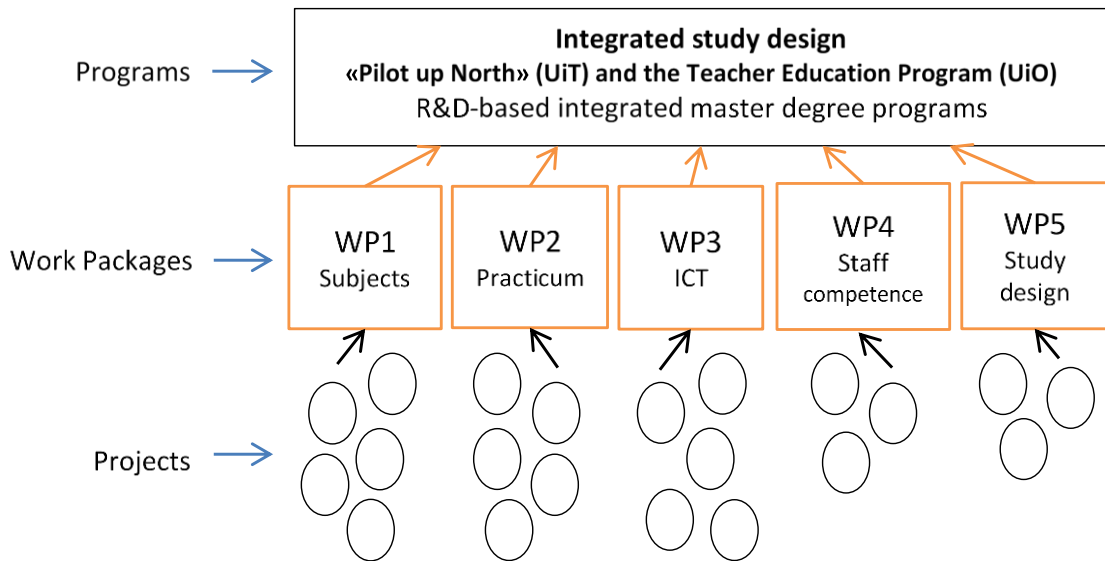 Integrated study design
Programs
«Pilot up North» (UiT) and the Teacher Education Program (UiO)
R&D-based integrated master degree programs
Work Packages
WP1
Subjects
WP2
Practicum
WP3
ICT
WP4
Staff
competence
WP5
Study
design
Projects